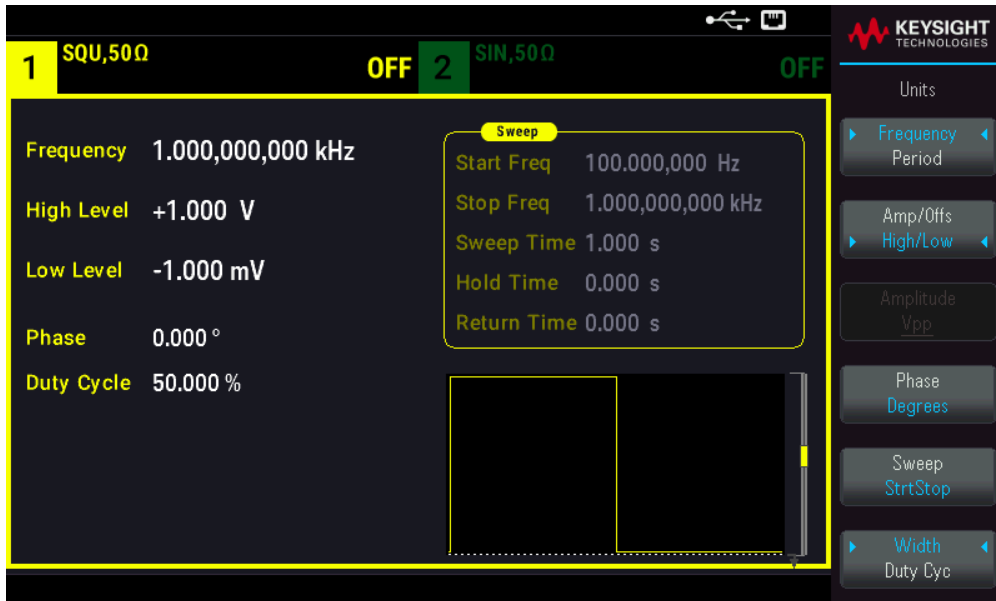 KEYSIGHT
TECHNOLOGIES
1 SQU,50Ω OFF 2 SIN,50Ω OFF
Frequency 1.000,000,000 kHz
High Level +1.000 V
Low Level -1.000 mV
Phase 0.000 °
Duty Cycle 50.000 %
Sweep
Start Freq 100.000,000 Hz
Stop Freq 1.000,000,000 kHz
Sweep Time 1.000 s
Hold Time 0.000 s
Return Time 0.000 s
Units
Frequency
Period
Amp/Offs
High/Low
Amplitude
Vpp
Phase
Degrees
Sweep
StrtStop
Width
Duty Cyc